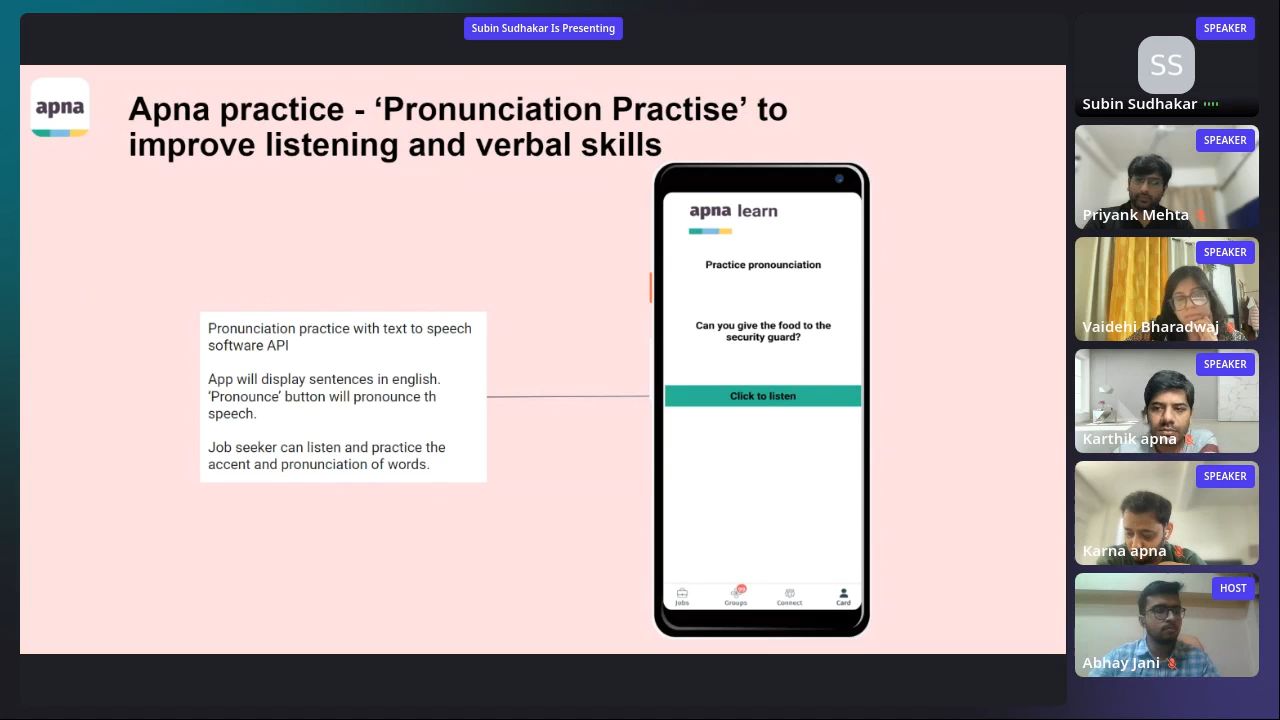 Subin Sudhakar Is Presenting
apna
Apna practice - ‘Pronunciation Practise’ to
improve listening and verbal skills
Pronunciation practice with text to speech
software API
App will display sentences in english.
‘Pronounce’ button will pronounce th
speech.
Job seeker can listen and practice the
accent and pronunciation of words.
apna learn
Practice pronounciation
Can you give the food to the
security guard?
Click to listen
Jobs
Groups
Connect
Card
SPEAKER
SS
Subin Sudhakar
SPEAKER
Priyank Mehta
SPEAKER
Vaidehi Bharadwaj
SPEAKER
Karthik apna
SPEAKER
Karna apna
HOST
Abhay Jani